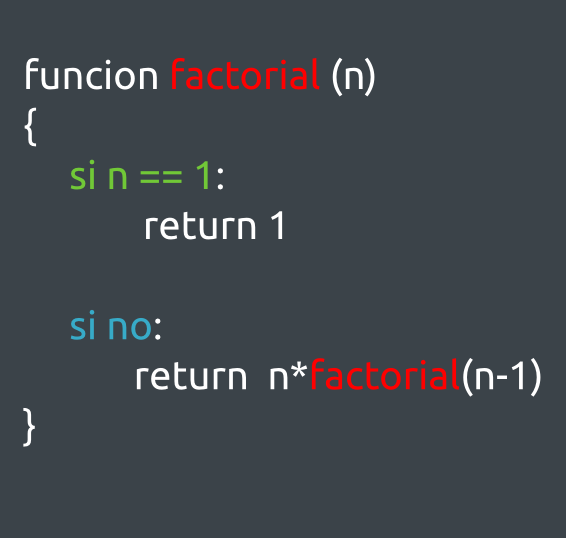 funcion factorial (n)
{
si n == 1:
return 1
si no:
return n*factorial(n-1)
}